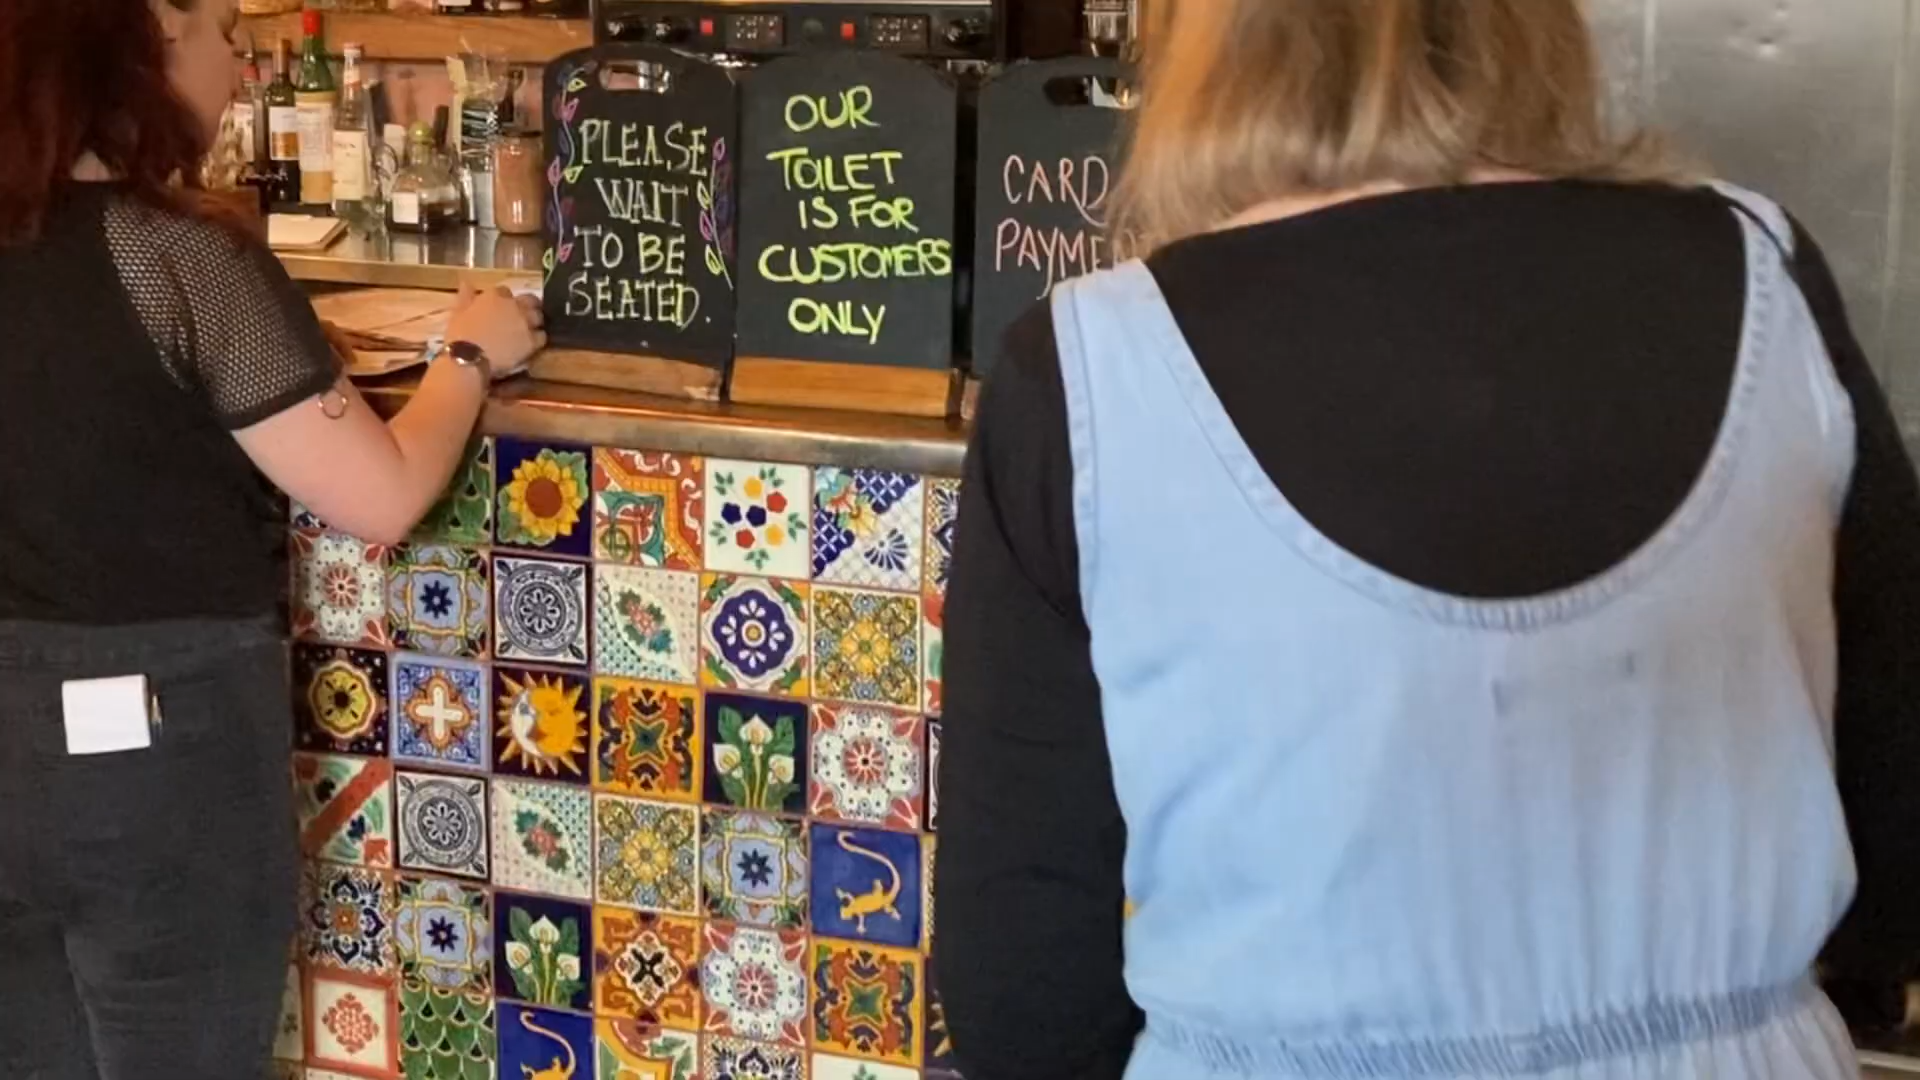 PLEASE
WAIT
TO BE
SEATED.
OUR
TOILET
IS FOR
CUSTOMERS
ONLY
CARD